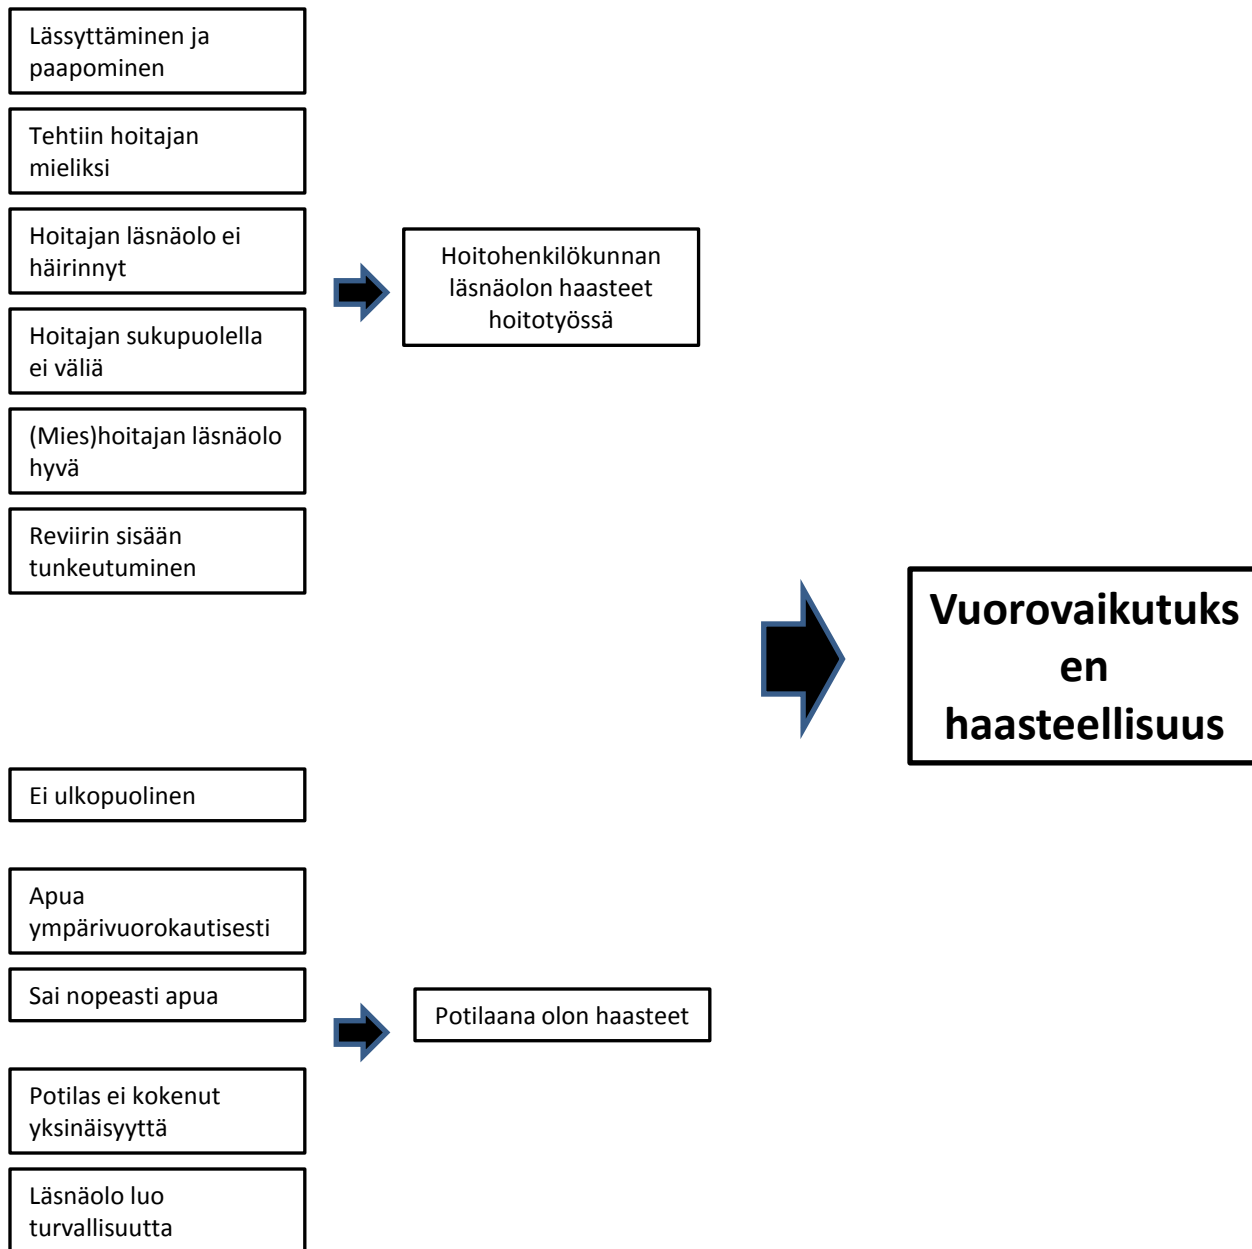 Lässyttäminen ja
paapominen
Tehtiin hoitajan
mieliksi
Hoitajan läsnäolo ei
häirinnyt
Hoitajan sukupuolella
ei väliä
(Mies)hoitajan läsnäolo
hyvä
Reviirin sisään
tunkeutuminen
Hoitohenkilökunnan
läsnäolon haasteet
hoitotyössä
Ei ulkopuolinen
Apua
ympärivuorokautisesti
Sai nopeasti apua
Potilas ei kokenut
yksinäisyyttä
Läsnäolo luo
turvallisuutta
Potilaana olon haasteet
Vuorovaikutuks
en
haasteellisuus